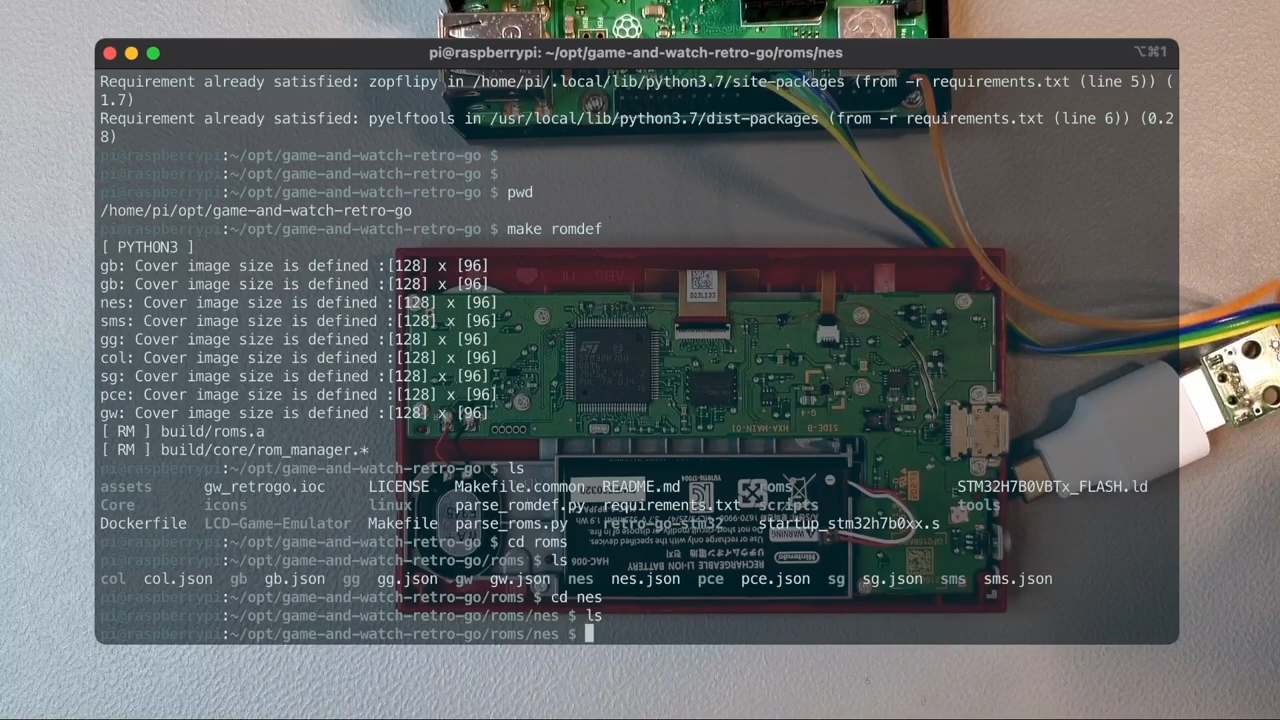 pi@raspberrypi: ~/opt/game-and-watch-retro-go/roms/nes
⌥⌘1
Requirement already satisfied: zopflipy in /home/pi/.local/lib/python3.7/site-packages (from -r requirements.txt (line 5)) (
1.7)
Requirement already satisfied: pyelftools in /usr/local/lib/python3.7/dist-packages (from -r requirements.txt (line 6)) (0.2
8)
pi@raspberrypi:~/opt/game-and-watch-retro-go $
pi@raspberrypi:~/opt/game-and-watch-retro-go $
pi@raspberrypi:~/opt/game-and-watch-retro-go $ pwd
/home/pi/opt/game-and-watch-retro-go
pi@raspberrypi:~/opt/game-and-watch-retro-go $ make romdef
[ PYTHON3 ]
gb: Cover image size is defined :[128] x [96]
gb: Cover image size is defined :[128] x [96]
nes: Cover image size is defined :[128] x [96]
sms: Cover image size is defined :[128] x [96]
gg: Cover image size is defined :[128] x [96]
col: Cover image size is defined :[128] x [96]
sg: Cover image size is defined :[128] x [96]
pce: Cover image size is defined :[128] x [96]
gw: Cover image size is defined :[128] x [96]
[ RM ] build/roms.a
[ RM ] build/core/rom_manager.*
pi@raspberrypi:~/opt/game-and-watch-retro-go $ ls
assets gw_retrogo.ioc LICENSE Makefile.common README.md roms STM32H7B0VBTx_FLASH.ld
Core icons linux parse_romdef.py requirements.txt scripts tools
Dockerfile LCD-Game-Emulator Makefile parse_roms.py retro-go-stm32 startup_stm32h7b0xx.s
pi@raspberrypi:~/opt/game-and-watch-retro-go $ cd roms
pi@raspberrypi:~/opt/game-and-watch-retro-go/roms $ ls
col col.json gb gb.json gg gg.json gw gw.json nes nes.json pce pce.json sg sg.json sms sms.json
pi@raspberrypi:~/opt/game-and-watch-retro-go/roms $ cd nes
pi@raspberrypi:~/opt/game-and-watch-retro-go/roms/nes $ ls
pi@raspberrypi:~/opt/game-and-watch-retro-go/roms/nes $
HXA-MAIN-01
SIDE-B
HAC-006
Nintendo
WARNING